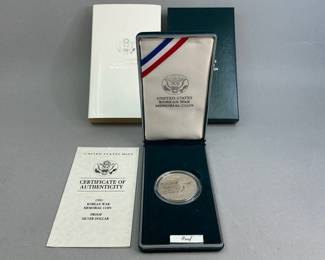 UNITED STATES
KOREAN WAR
MEMORIAL COIN
UNITED STATES MINT
CERTIFICATE OF
AUTHENTICITY
1991
KOREAN WAR
MEMORIAL COIN
PROOF
SILVER DOLLAR
Proof